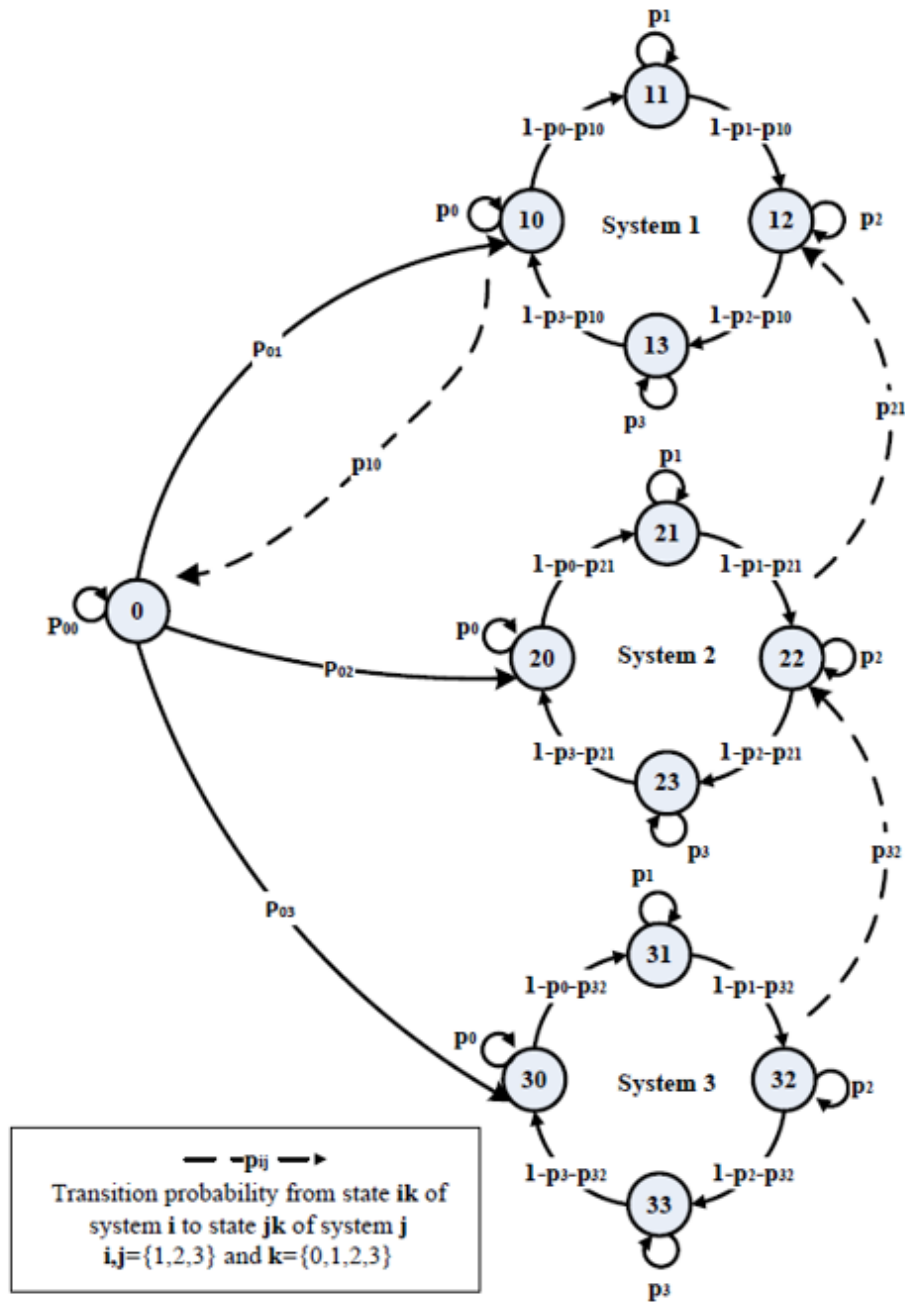 p1
11
1-p0-p10
1-p1-p10
p0
10
System 1
12
p2
1-p3-p10
1-p2-p10
13
p3
P01
p10
p21
p1
21
1-p0-p21
1-p1-p21
0
P00
p0
20
System 2
22
p2
P02
1-p3-p21
1-p2-p21
23
p3
p32
p1
31
P03
1-p0-p32
1-p1-p32
p0
30
System 3
32
p2
1-p3-p32
1-p2-p32
33
p3
pij
Transition probability from state ik of
system i to state jk of system j
i,j={1,2,3} and k={0,1,2,3}